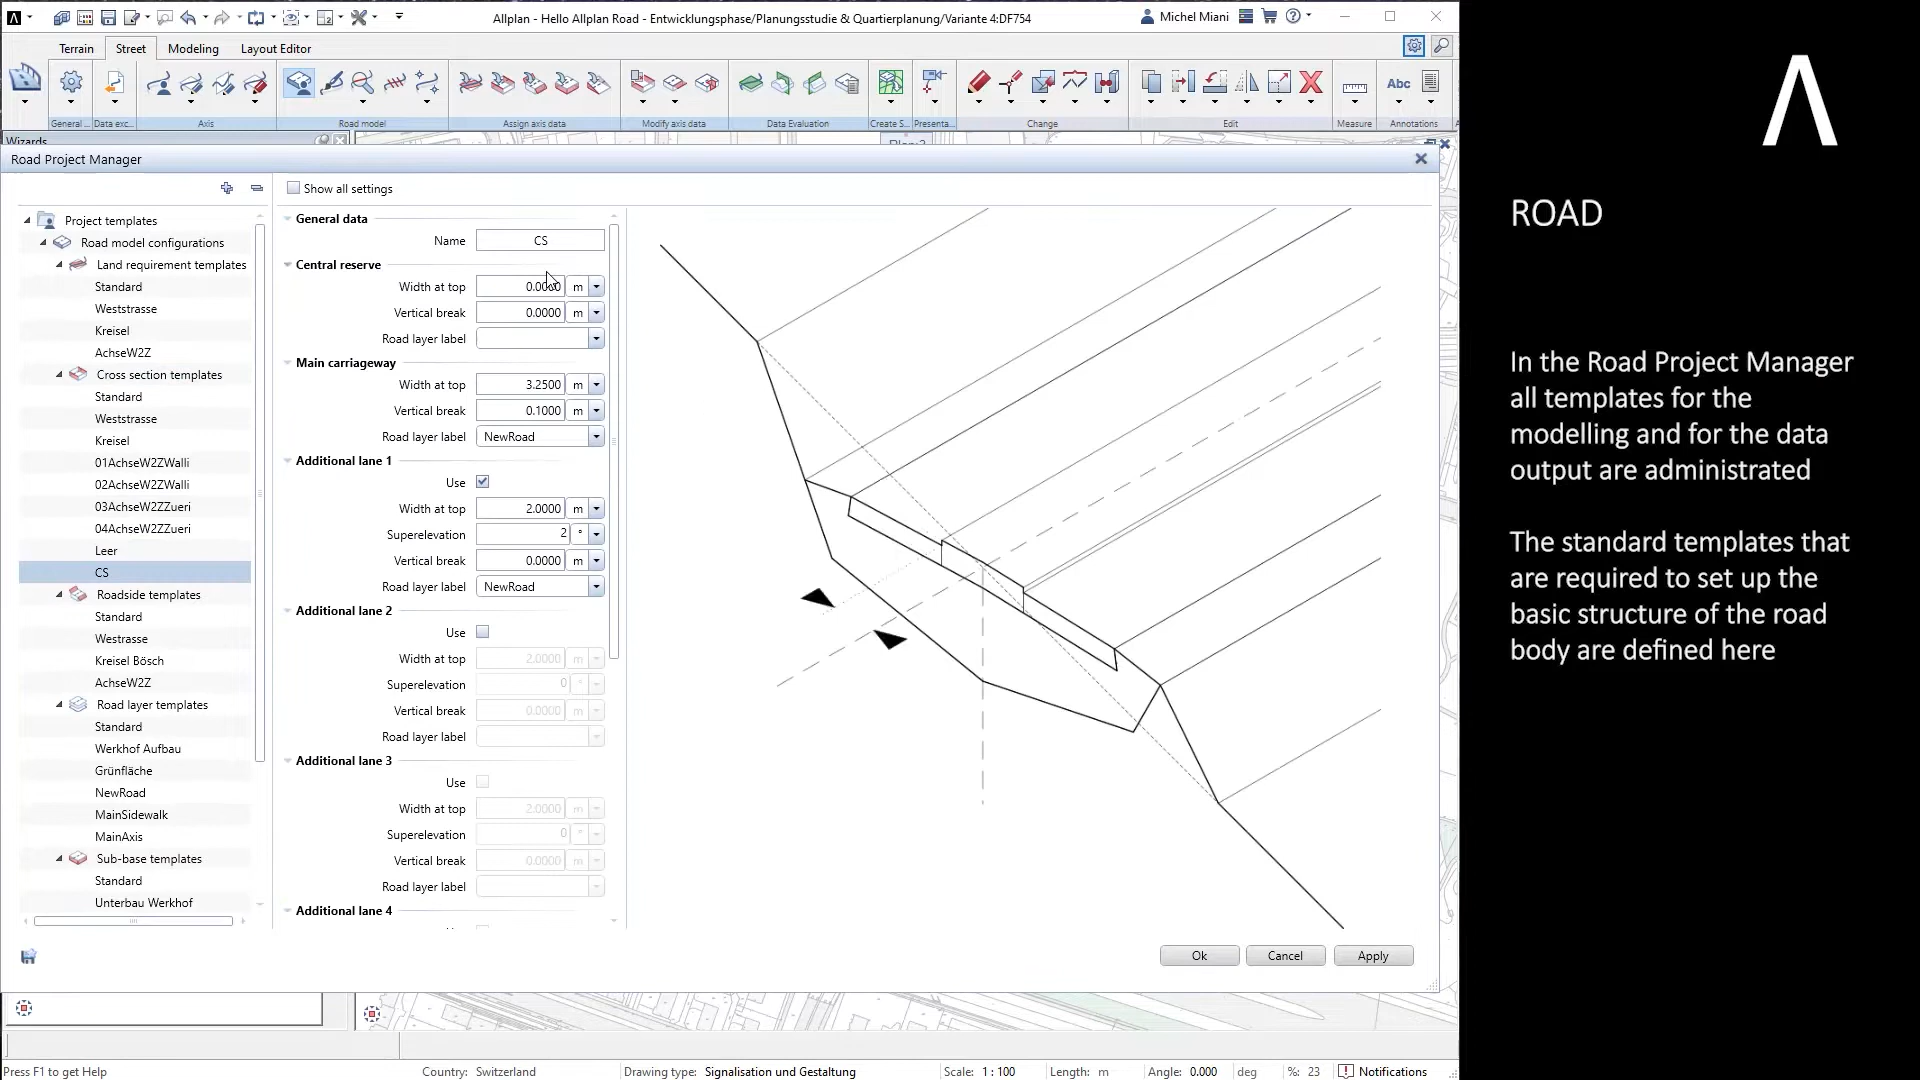 Allplan - Hello Allplan Road - Entwicklungsphase/Planungsstudie & Quartierplanung/Variante 4:DF754
Michel Miani
Terrain
Street
Modeling
Layout Editor
Abc
General ...
Data exc...
Axis
Road model
Assign axis data
Modify axis data
Data Evaluation
Create S...
Presenta...
Change
Edit
Measure
Annotations
Wizards
Road Project Manager
Project templates
Road model configurations
Land requirement templates
Standard
Weststrasse
Kreisel
AchseW2Z
Cross section templates
Standard
Weststrasse
Kreisel
01AchseW2ZWalli
02AchseW2ZWalli
03AchseW2ZZueri
04AchseW2ZZueri
Leer
CS
Roadside templates
Standard
Westrasse
Kreisel Bösch
AchseW2Z
Road layer templates
Standard
Werkhof Aufbau
Grünfläche
NewRoad
MainSidewalk
MainAxis
Sub-base templates
Standard
Unterbau Werkhof
Show all settings
General data
Name CS
Central reserve
Width at top 0.0000 m
Vertical break 0.0000 m
Road layer label
Main carriageway
Width at top 3.2500 m
Vertical break 0.1000 m
Road layer label NewRoad
Additional lane 1
Use
Width at top 2.0000 m
Superelevation 2 °
Vertical break 0.0000 m
Road layer label NewRoad
Additional lane 2
Use
Width at top 2.0000 m
Superelevation 0 °
Vertical break 0.0000 m
Road layer label
Additional lane 3
Use
Width at top 2.0000 m
Superelevation 0 °
Vertical break 0.0000 m
Road layer label
Additional lane 4
Ok
Cancel
Apply
Press F1 to get Help
Country: Switzerland
Drawing type: Signalisation und Gestaltung
Scale: 1 : 100
Length: m
Angle: 0.000 deg
%: 23
Notifications
ROAD
In the Road Project Manager
all templates for the
modelling and for the data
output are administrated
The standard templates that
are required to set up the
basic structure of the road
body are defined here